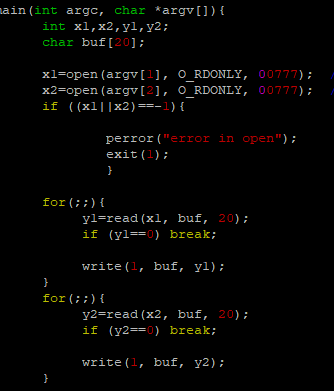 main(int argc, char *argv[]){
int x1,x2,y1,y2;
char buf[20];
x1=open(argv[1], O_RDONLY, 00777);
x2=open(argv[2], O_RDONLY, 00777);
if ((x1||x2)==-1){
perror("error in open");
exit(1);
}
for(;;){
y1=read(x1, buf, 20);
if (y1==0) break;
write(1, buf, y1);
}
for(;;){
y2=read(x2, buf, 20);
if (y2==0) break;
write(1, buf, y2);
}